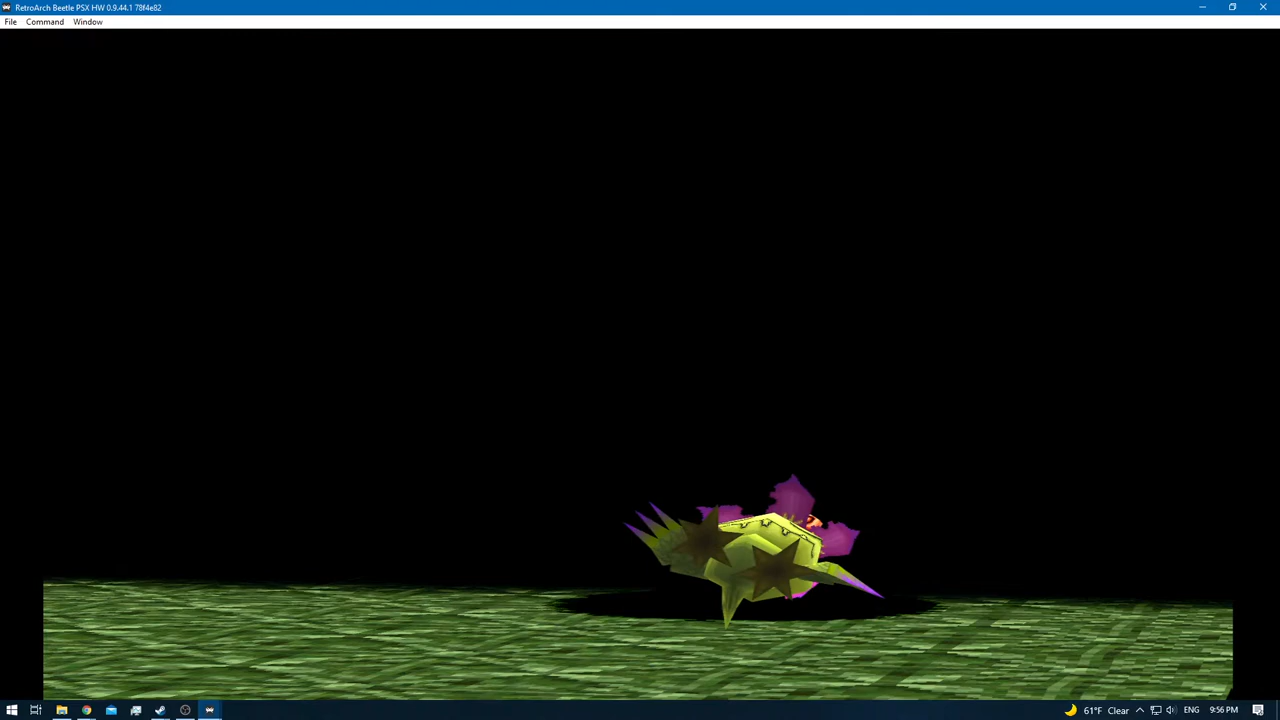 RetroArch Beetle PSX HW 0.9.44.1 78f4e82
File Command Window
61°F Clear ENG 9:56 PM